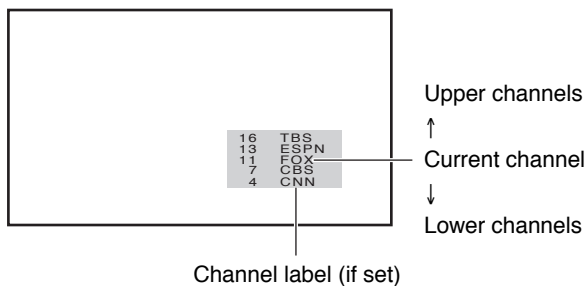 16 TBS
13 ESPN
11 FOX
7 CBS
4 CNN
Upper channels
↑
Current channel
↓
Lower channels
Channel label (if set)